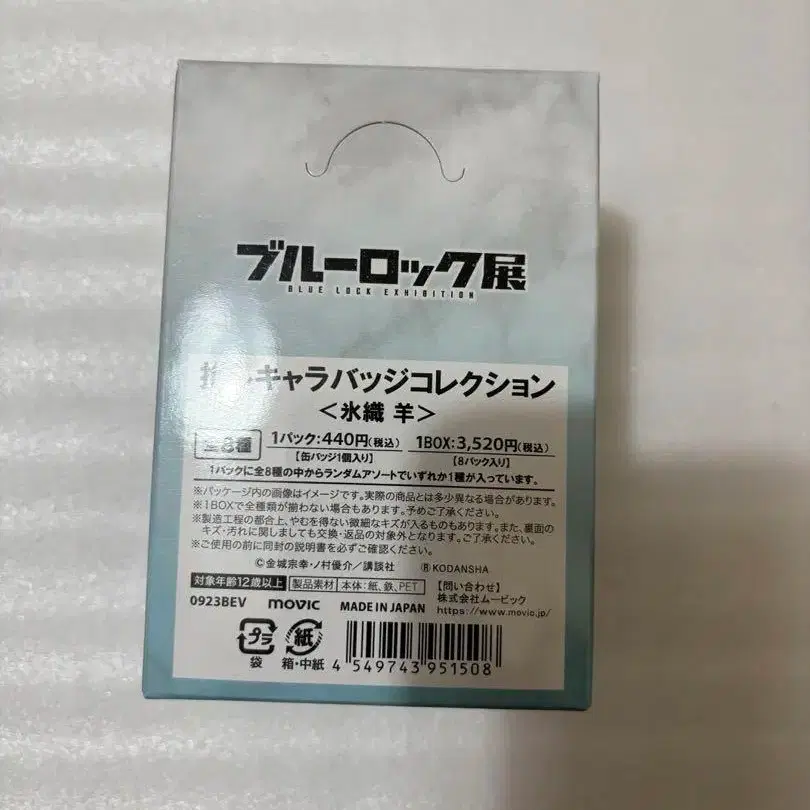 ブルーロック展
BLUE LOCK EXHIBITION
キャラバッジコレクション
＜氷織 羊＞
全8種 1パック:440円(税込) 1BOX:3,520円(税込)
【缶バッジ1個入り】 【8パック入り】
1パックに全8種の中からランダムアソートでいずれか1種が入っています。
※パッケージ内の画像はイメージです。実際の商品とは多少異なる場合があります。
※1BOXで全種類が揃わない場合もあります。予めご了承ください。
※製造工程の都合上、やむを得ない微細なキズが入るものもあります。また、裏面の
キズ・汚れに関しましても交換・返品の対象外となります。ご了承ください。
※ご使用の前に同封の説明書を必ずご確認ください。
©金城宗幸・ノ村優介／講談社 ⓇKODANSHA
対象年齢12歳以上 製品素材 本体:紙、鉄、PET 【問い合わせ】
株式会社ムービック
0923BEV movic MADE IN JAPAN https://www.movic.jp/
プラ 紙
袋 箱・中紙 4 549743 951508